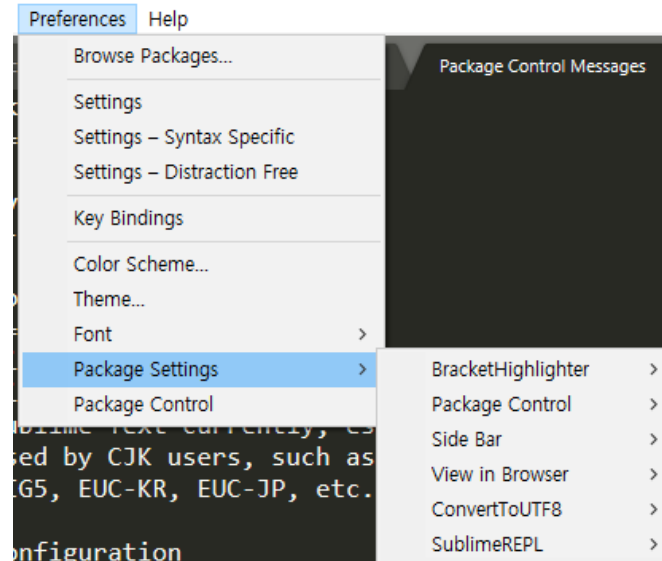 Preferences Help
Browse Packages...
Package Control Messages
Settings
Settings – Syntax Specific
Settings – Distraction Free
Key Bindings
Color Scheme...
Theme...
Font >
Package Settings >
BracketHighlighter >
Package Control
Package Control >
Side Bar >
sed by CJK users, such as
View in Browser >
IG5, EUC-KR, EUC-JP, etc.
ConvertToUTF8 >
SublimeREPL >
onfiguration